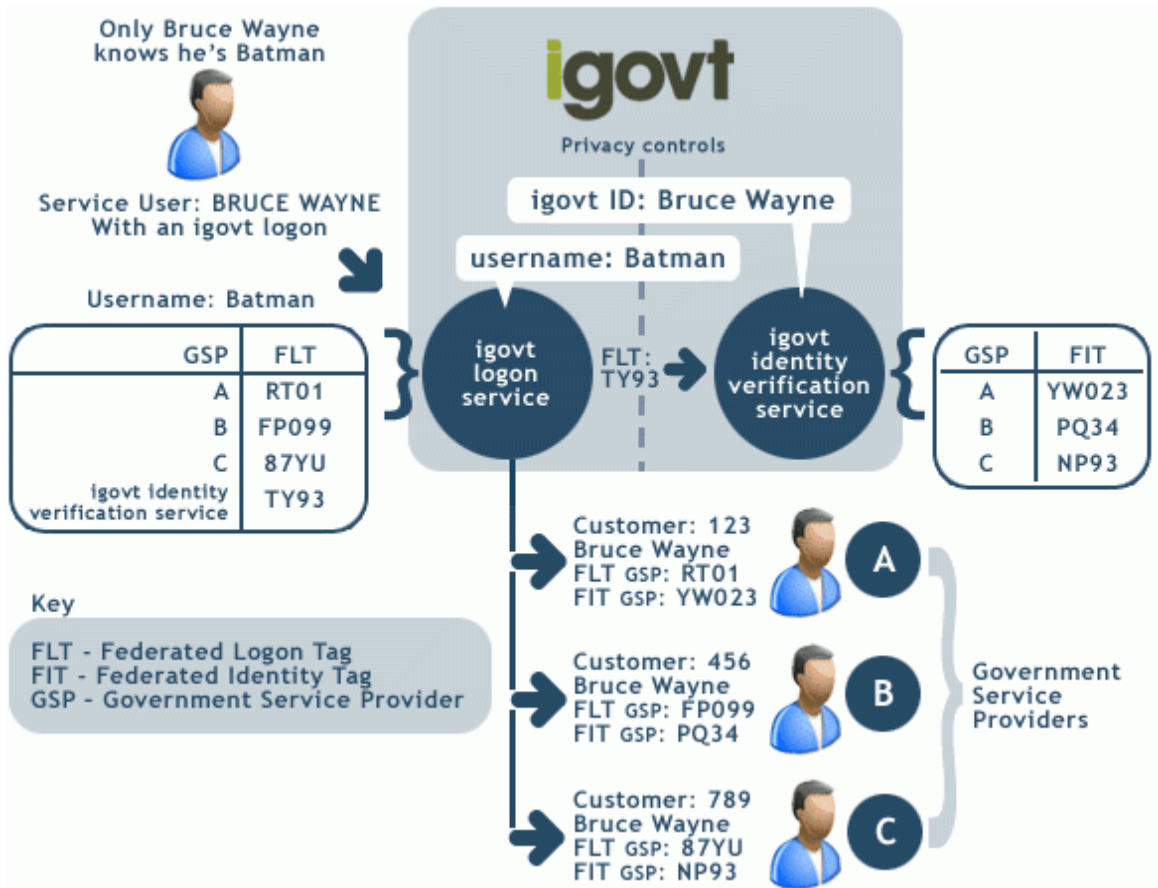 Only Bruce Wayne
knows he's Batman
Service User: BRUCE WAYNE
With an igovt logon
igovt
Privacy controls
igovt ID: Bruce Wayne
username: Batman
Username: Batman
GSP FLT
A RT01
B FP099
C 87YU
igovt identity
verification service TY93
igovt
logon
service
FLT:
TY93
igovt
identity
verification
service
GSP FIT
A YW023
B PQ34
C NP93
Customer: 123
Bruce Wayne
FLT GSP: RT01
FIT GSP: YW023
A
Customer: 456
Bruce Wayne
FLT GSP: FP099
FIT GSP: PQ34
B
Customer: 789
Bruce Wayne
FLT GSP: 87YU
FIT GSP: NP93
C
Government
Service
Providers
Key
FLT - Federated Logon Tag
FIT - Federated Identity Tag
GSP - Government Service Provider